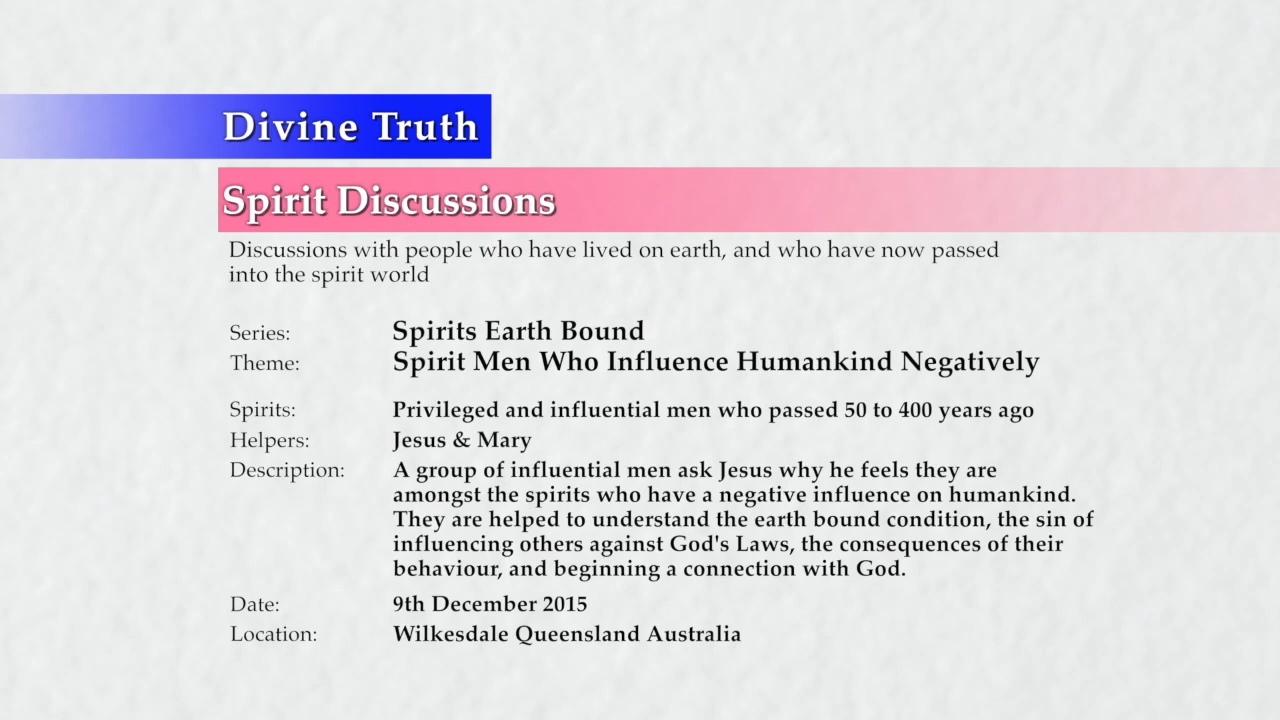 Divine Truth
Spirit Discussions
Discussions with people who have lived on earth, and who have now passed
into the spirit world
Series: Spirits Earth Bound
Theme: Spirit Men Who Influence Humankind Negatively
Spirits: Privileged and influential men who passed 50 to 400 years ago
Helpers: Jesus & Mary
Description: A group of influential men ask Jesus why he feels they are
amongst the spirits who have a negative influence on humankind.
They are helped to understand the earth bound condition, the sin of
influencing others against God's Laws, the consequences of their
behaviour, and beginning a connection with God.
Date: 9th December 2015
Location: Wilkesdale Queensland Australia